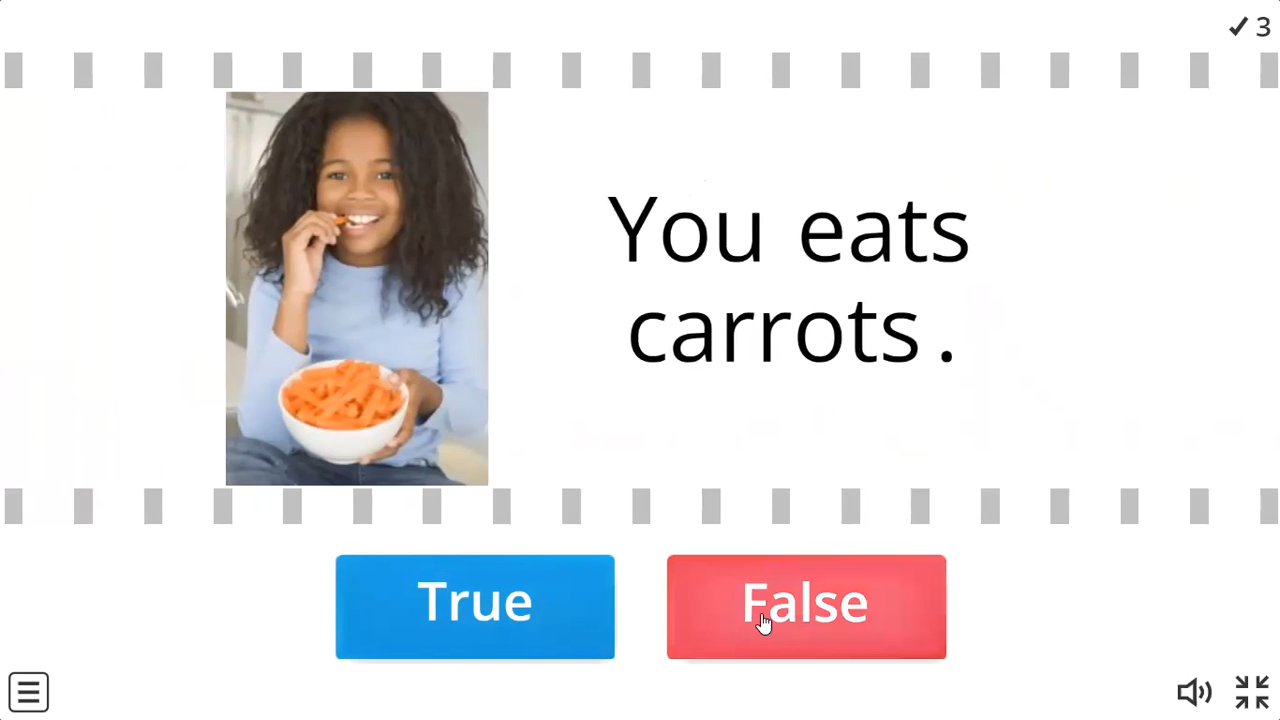 ✓ 3
You eats
carrots .
True
False